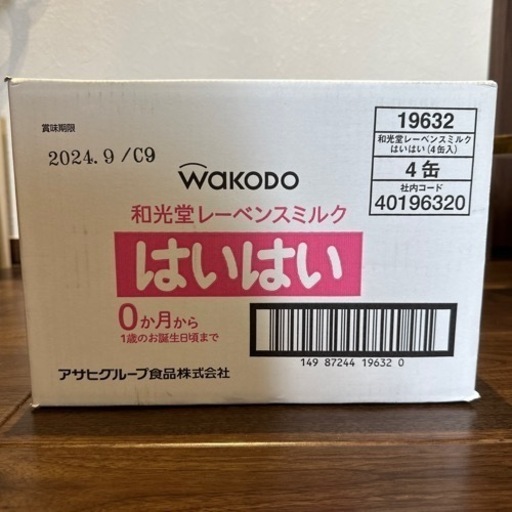 賞味期限
2024.9/C9
WAKODO
和光堂レーベンスミルク
はいはい
0か月から
1歳のお誕生日頃まで
アサヒグループ食品株式会社
19632
和光堂レーベンスミルク
はいはい(4缶入)
4缶
社内コード
40196320
149 87244 19632 0